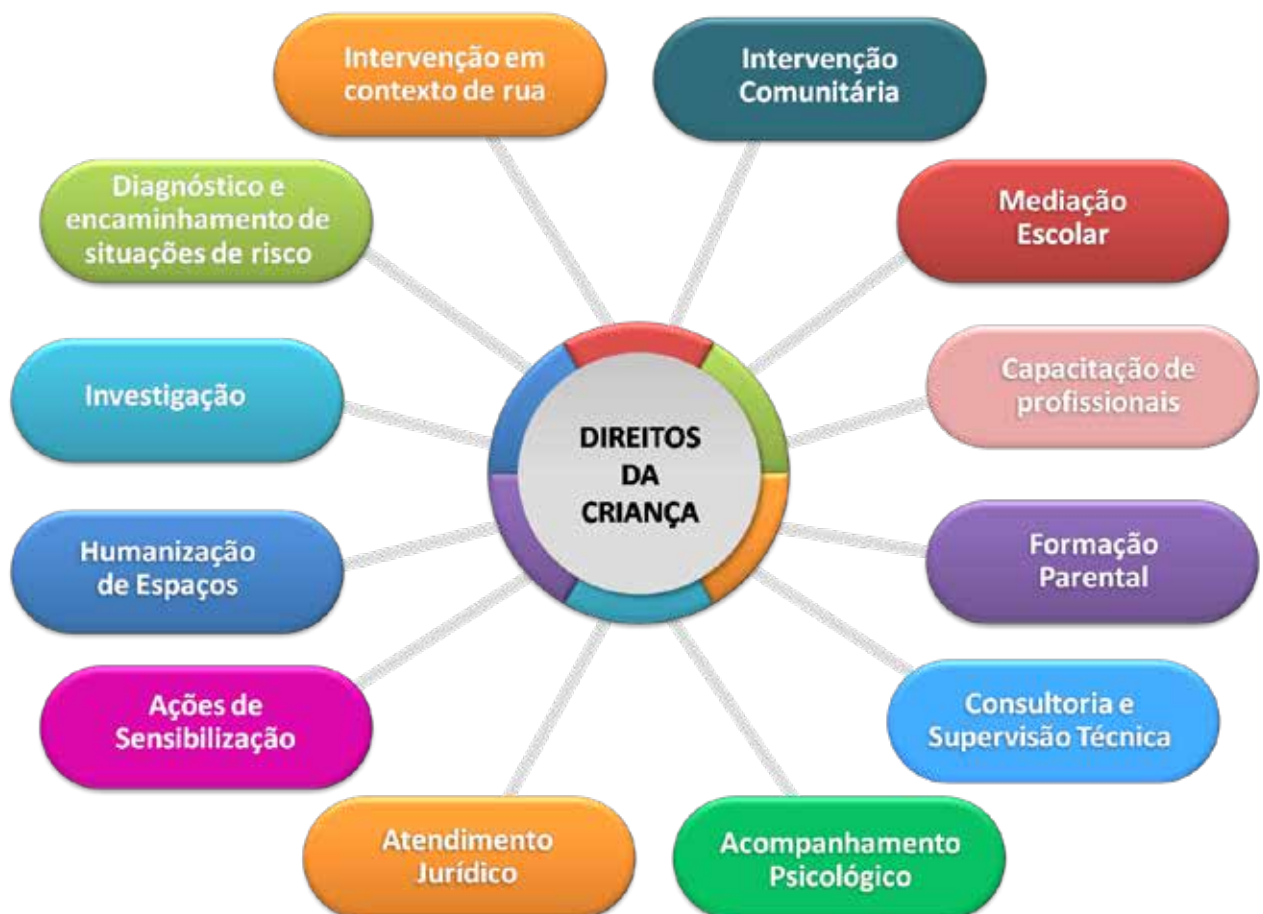 Intervenção em
contexto de rua
Intervenção
Comunitária
Diagnóstico e
encaminhamento de
situações de risco
Mediação
Escolar
Investigação
Capacitação de
profissionais
DIREITOS
DA
CRIANÇA
Humanização
de Espaços
Formação
Parental
Ações de
Sensibilização
Consultoria e
Supervisão Técnica
Atendimento
Jurídico
Acompanhamento
Psicológico